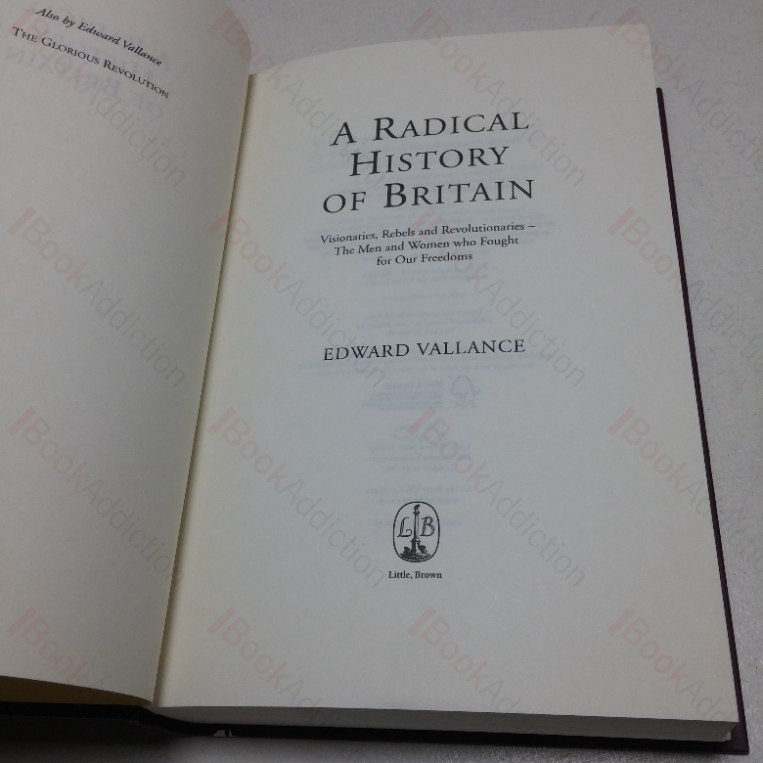 Also by Edward Vallance
THE GLORIOUS REVOLUTION
A RADICAL
HISTORY
OF BRITAIN
Visionaries, Rebels and Revolutionaries –
The Men and Women who Fought
for Our Freedoms
EDWARD VALLANCE
L B
Little, Brown
BookAddiction